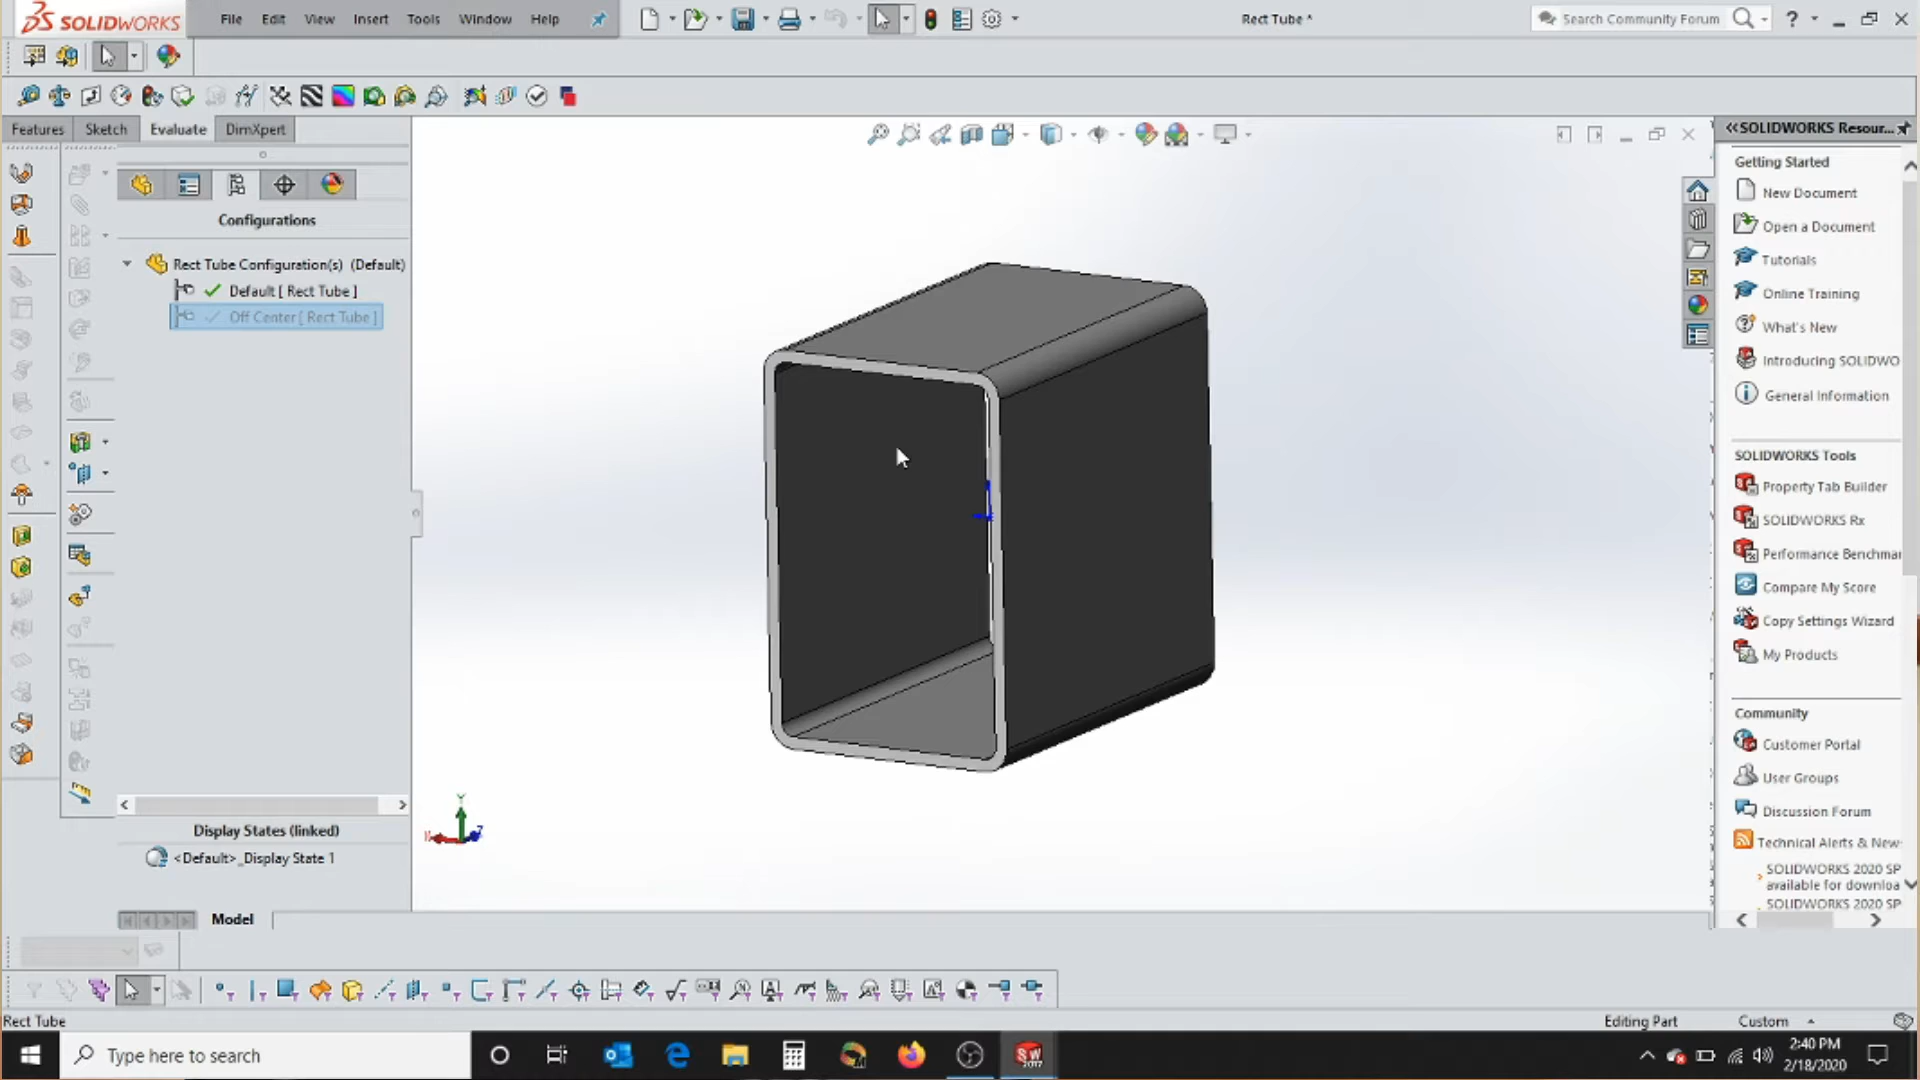 SOLIDWORKS File Edit View Insert Tools Window Help Rect Tube * Search Community Forum ?
Features Sketch Evaluate DimXpert
Configurations
Rect Tube Configuration(s) (Default)
Default [ Rect Tube ]
Off Center [ Rect Tube ]
Display States (linked)
<Default>_Display State 1
Model
Y
Z
SOLIDWORKS Resour...
Getting Started
New Document
Open a Document
Tutorials
Online Training
What's New
Introducing SOLIDWO
General Information
SOLIDWORKS Tools
Property Tab Builder
SOLIDWORKS Rx
Performance Benchmar
Compare My Score
Copy Settings Wizard
My Products
Community
Customer Portal
User Groups
Discussion Forum
Technical Alerts & New
SOLIDWORKS 2020 SP
available for downloa
SOLIDWORKS 2020 SP
Rect Tube Editing Part Custom
Type here to search
SW
2017
2:40 PM
2/18/2020